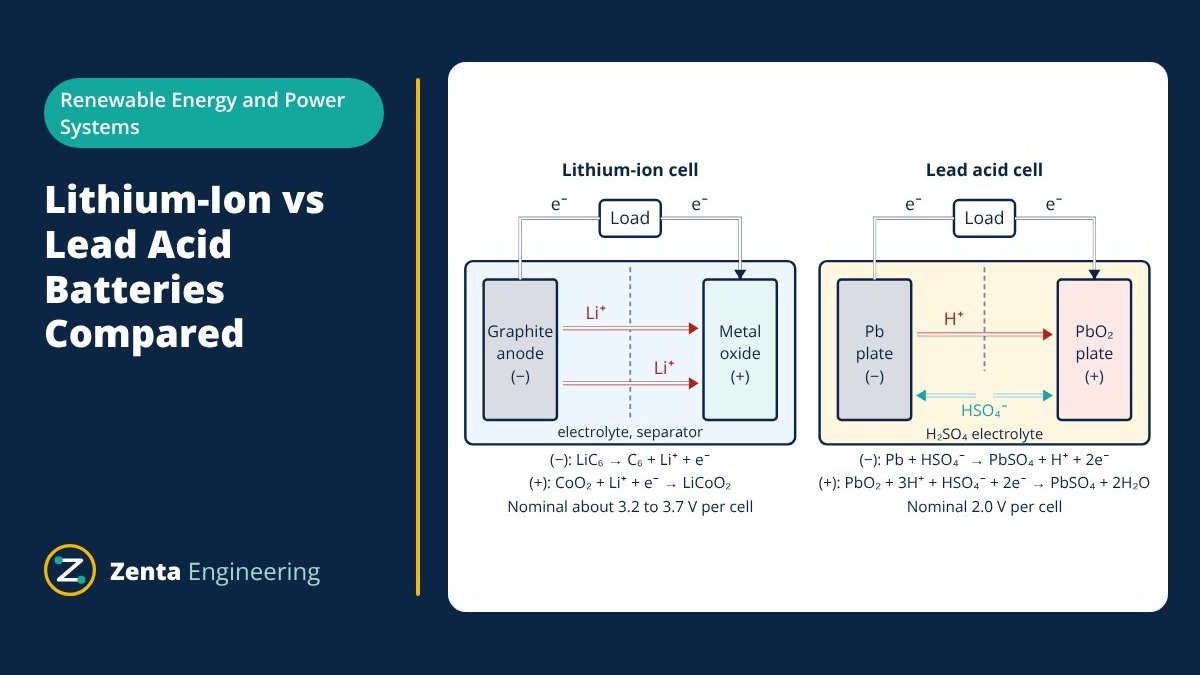 Renewable Energy and Power
Systems
Lithium-Ion vs
Lead Acid
Batteries
Compared
Z
Zenta Engineering
Lithium-ion cell
e⁻
Load
e⁻
Graphite
anode
(−)
Li⁺
Li⁺
Metal
oxide
(+)
electrolyte, separator
(−): LiC₆ → C₆ + Li⁺ + e⁻
(+): CoO₂ + Li⁺ + e⁻ → LiCoO₂
Nominal about 3.2 to 3.7 V per cell
Lead acid cell
e⁻
Load
e⁻
Pb
plate
(−)
H⁺
HSO₄⁻
PbO₂
plate
(+)
H₂SO₄ electrolyte
(−): Pb + HSO₄⁻ → PbSO₄ + H⁺ + 2e⁻
(+): PbO₂ + 3H⁺ + HSO₄⁻ + 2e⁻ → PbSO₄ + 2H₂O
Nominal 2.0 V per cell